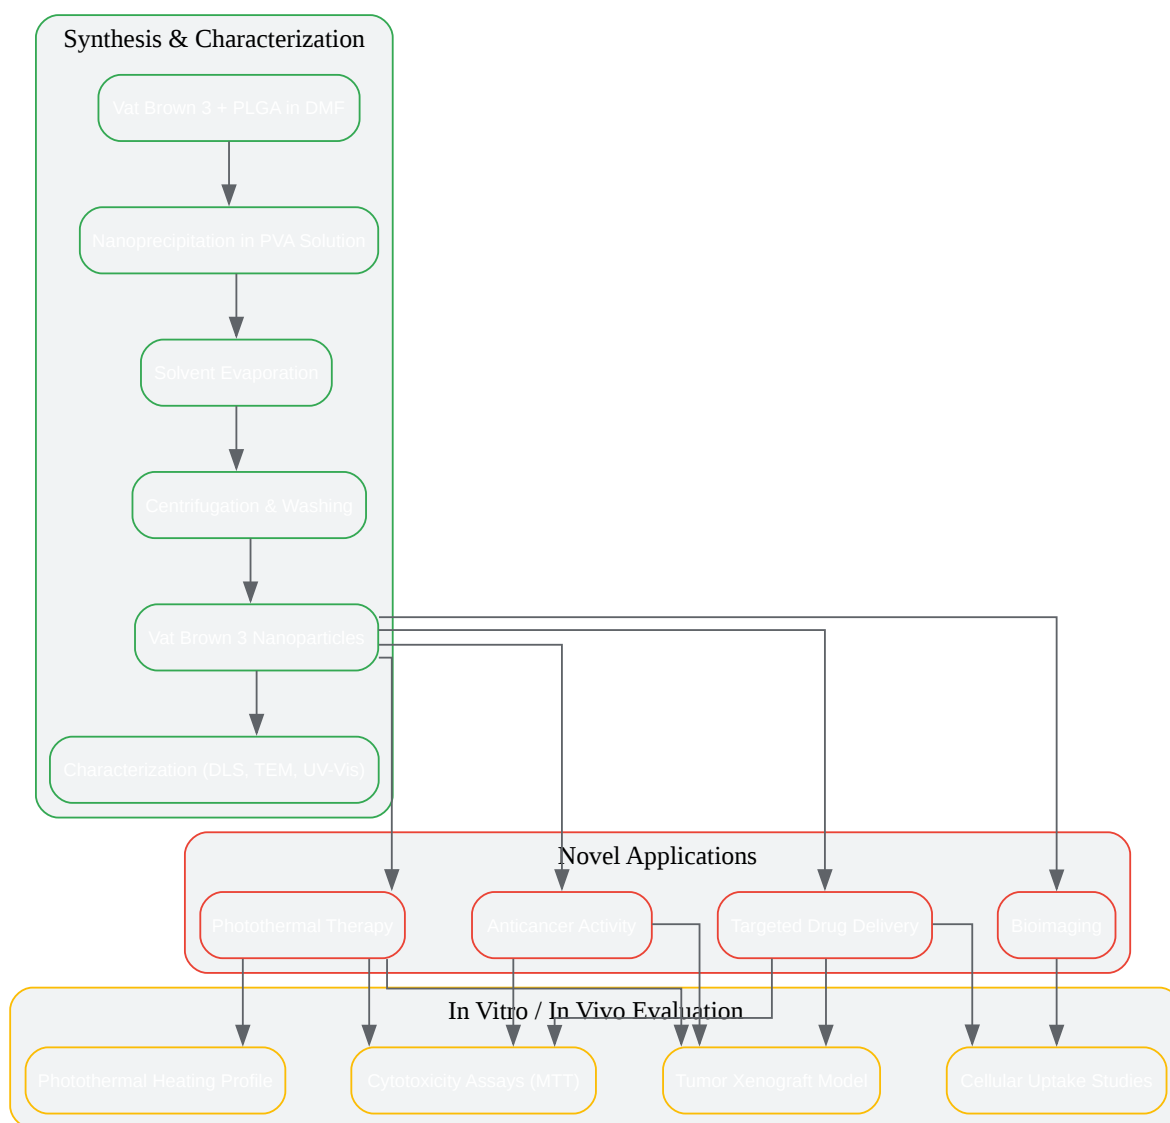 Synthesis & Characterization
Vat Brown 3 + PLGA in DMF
Nanoprecipitation in PVA Solution
Solvent Evaporation
Centrifugation & Washing
Vat Brown 3 Nanoparticles
Characterization (DLS, TEM, UV-Vis)
Novel Applications
Photothermal Therapy
Anticancer Activity
Targeted Drug Delivery
Bioimaging
In Vitro / In Vivo Evaluation
Photothermal Heating Profile
Cytotoxicity Assays (MTT)
Tumor Xenograft Model
Cellular Uptake Studies